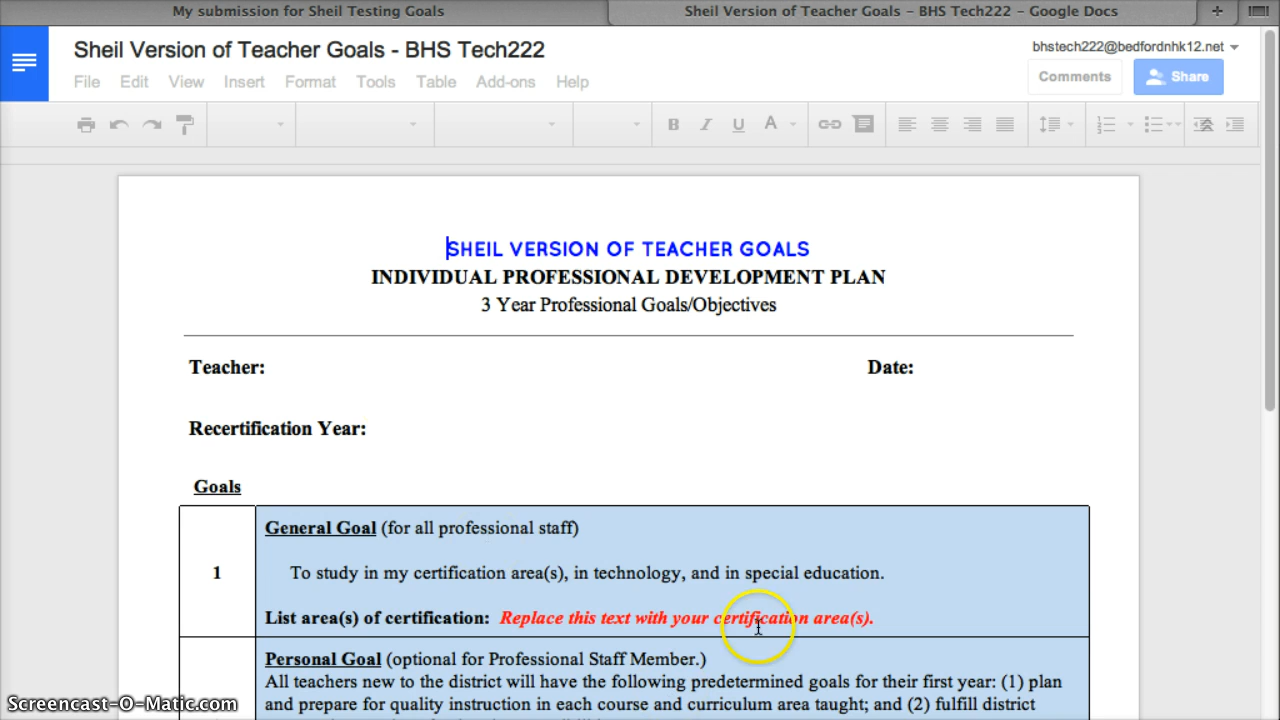 My submission for Sheil Testing Goals
Sheil Version of Teacher Goals – BHS Tech222 – Google Docs
Sheil Version of Teacher Goals - BHS Tech222
bhstech222@bedfordnhk12.net
File Edit View Insert Format Tools Table Add-ons Help
Comments
Share
B I U A
SHEIL VERSION OF TEACHER GOALS
INDIVIDUAL PROFESSIONAL DEVELOPMENT PLAN
3 Year Professional Goals/Objectives
Teacher: Date:
Recertification Year:
Goals
General Goal (for all professional staff)
1 To study in my certification area(s), in technology, and in special education.
List area(s) of certification: Replace this text with your certification area(s).
Personal Goal (optional for Professional Staff Member.)
All teachers new to the district will have the following predetermined goals for their first year: (1) plan
and prepare for quality instruction in each course and curriculum area taught; and (2) fulfill district
Screencast-O-Matic.com